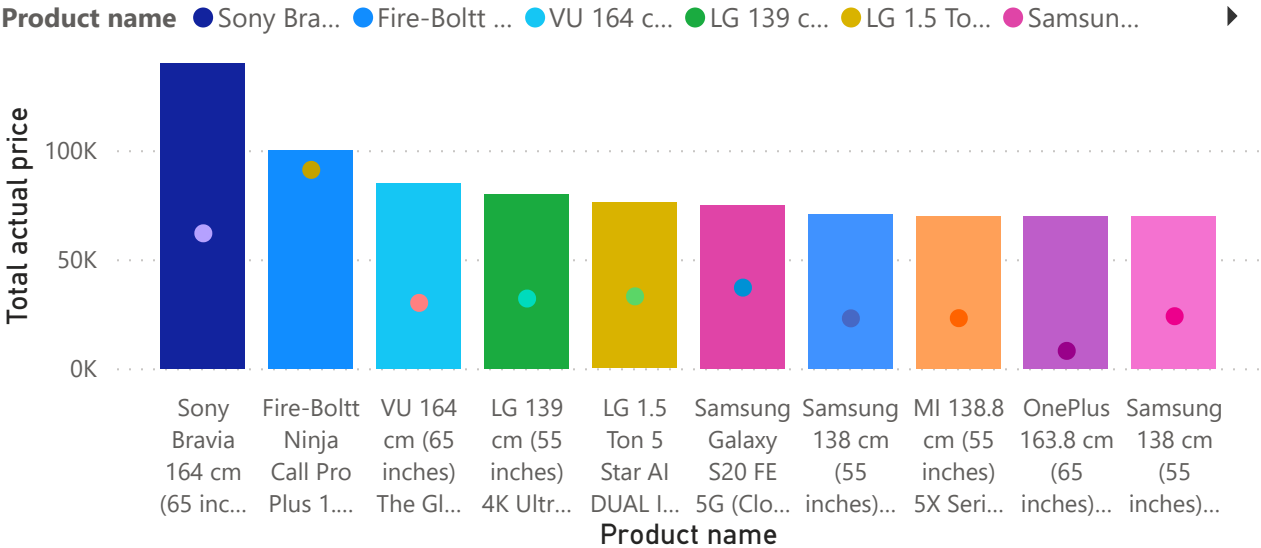 Product name Sony Bra... Fire-Boltt ... VU 164 c... LG 139 c... LG 1.5 To... Samsun...
Total actual price
100K
50K
0K
Sony
Bravia
164 cm
(65 inc...
Fire-Boltt
Ninja
Call Pro
Plus 1....
VU 164
cm (65
inches)
The Gl...
LG 139
cm (55
inches)
4K Ultr...
LG 1.5
Ton 5
Star AI
DUAL I...
Samsung
Galaxy
S20 FE
5G (Clo...
Samsung
138 cm
(55
inches)...
MI 138.8
cm (55
inches)
5X Seri...
OnePlus
163.8 cm
(65
inches)...
Samsung
138 cm
(55
inches)...
Product name